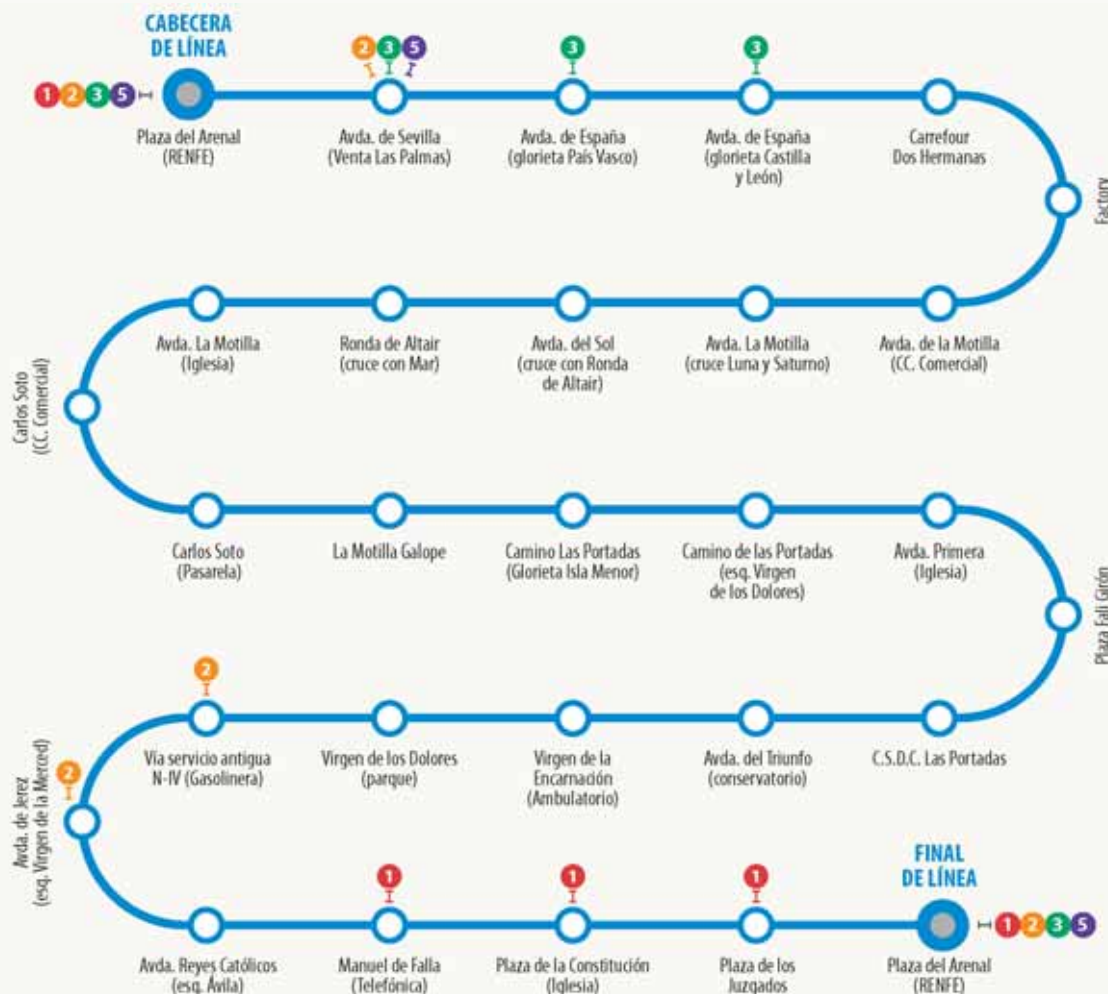 CABECERA
DE LÍNEA
1 2 3 5
Plaza del Arenal
(RENFE)
2 3 5
Avda. de Sevilla
(Venta Las Palmas)
3
Avda. de España
(glorieta País Vasco)
3
Avda. de España
(glorieta Castilla
y León)
Carrefour
Dos Hermanas
Factory
Avda. de la Motilla
(CC. Comercial)
Avda. La Motilla
(cruce Luna y Saturno)
Avda. del Sol
(cruce con Ronda
de Altair)
Ronda de Altair
(cruce con Mar)
Avda. La Motilla
(Iglesia)
Carlos Soto
(CC. Comercial)
Carlos Soto
(Pasarela)
La Motilla Galope
Camino Las Portadas
(Glorieta Isla Menor)
Camino de las Portadas
(esq. Virgen
de los Dolores)
Avda. Primera
(Iglesia)
Plaza Fali Girón
C.S.D.C. Las Portadas
Avda. del Triunfo
(conservatorio)
Virgen de la
Encarnación
(Ambulatorio)
Virgen de los Dolores
(parque)
2
Vía servicio antigua
N-IV (Gasolinera)
2
Avda. de Jerez
(esq. Virgen de la Merced)
Avda. Reyes Católicos
(esq. Ávila)
1
Manuel de Falla
(Telefónica)
1
Plaza de la Constitución
(Iglesia)
1
Plaza de los
Juzgados
FINAL
DE LÍNEA
1 2 3 5
Plaza del Arenal
(RENFE)